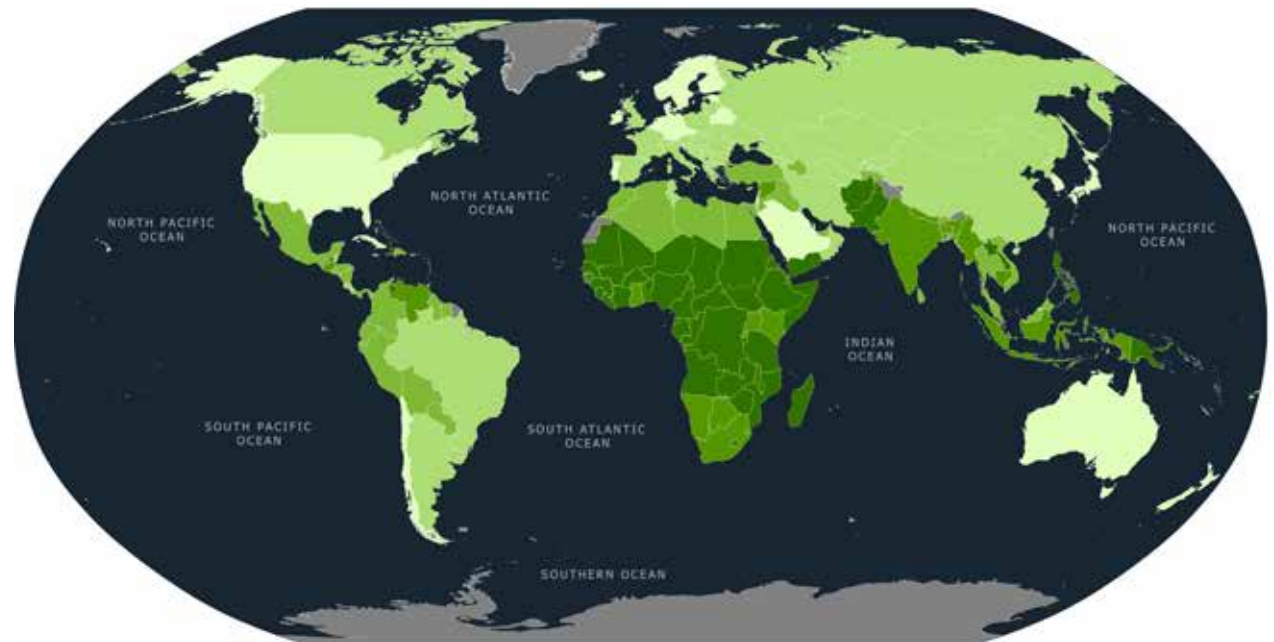 NORTH ATLANTIC
OCEAN
NORTH PACIFIC
OCEAN
NORTH PACIFIC
OCEAN
INDIAN
OCEAN
SOUTH PACIFIC
OCEAN
SOUTH ATLANTIC
OCEAN
SOUTHERN OCEAN